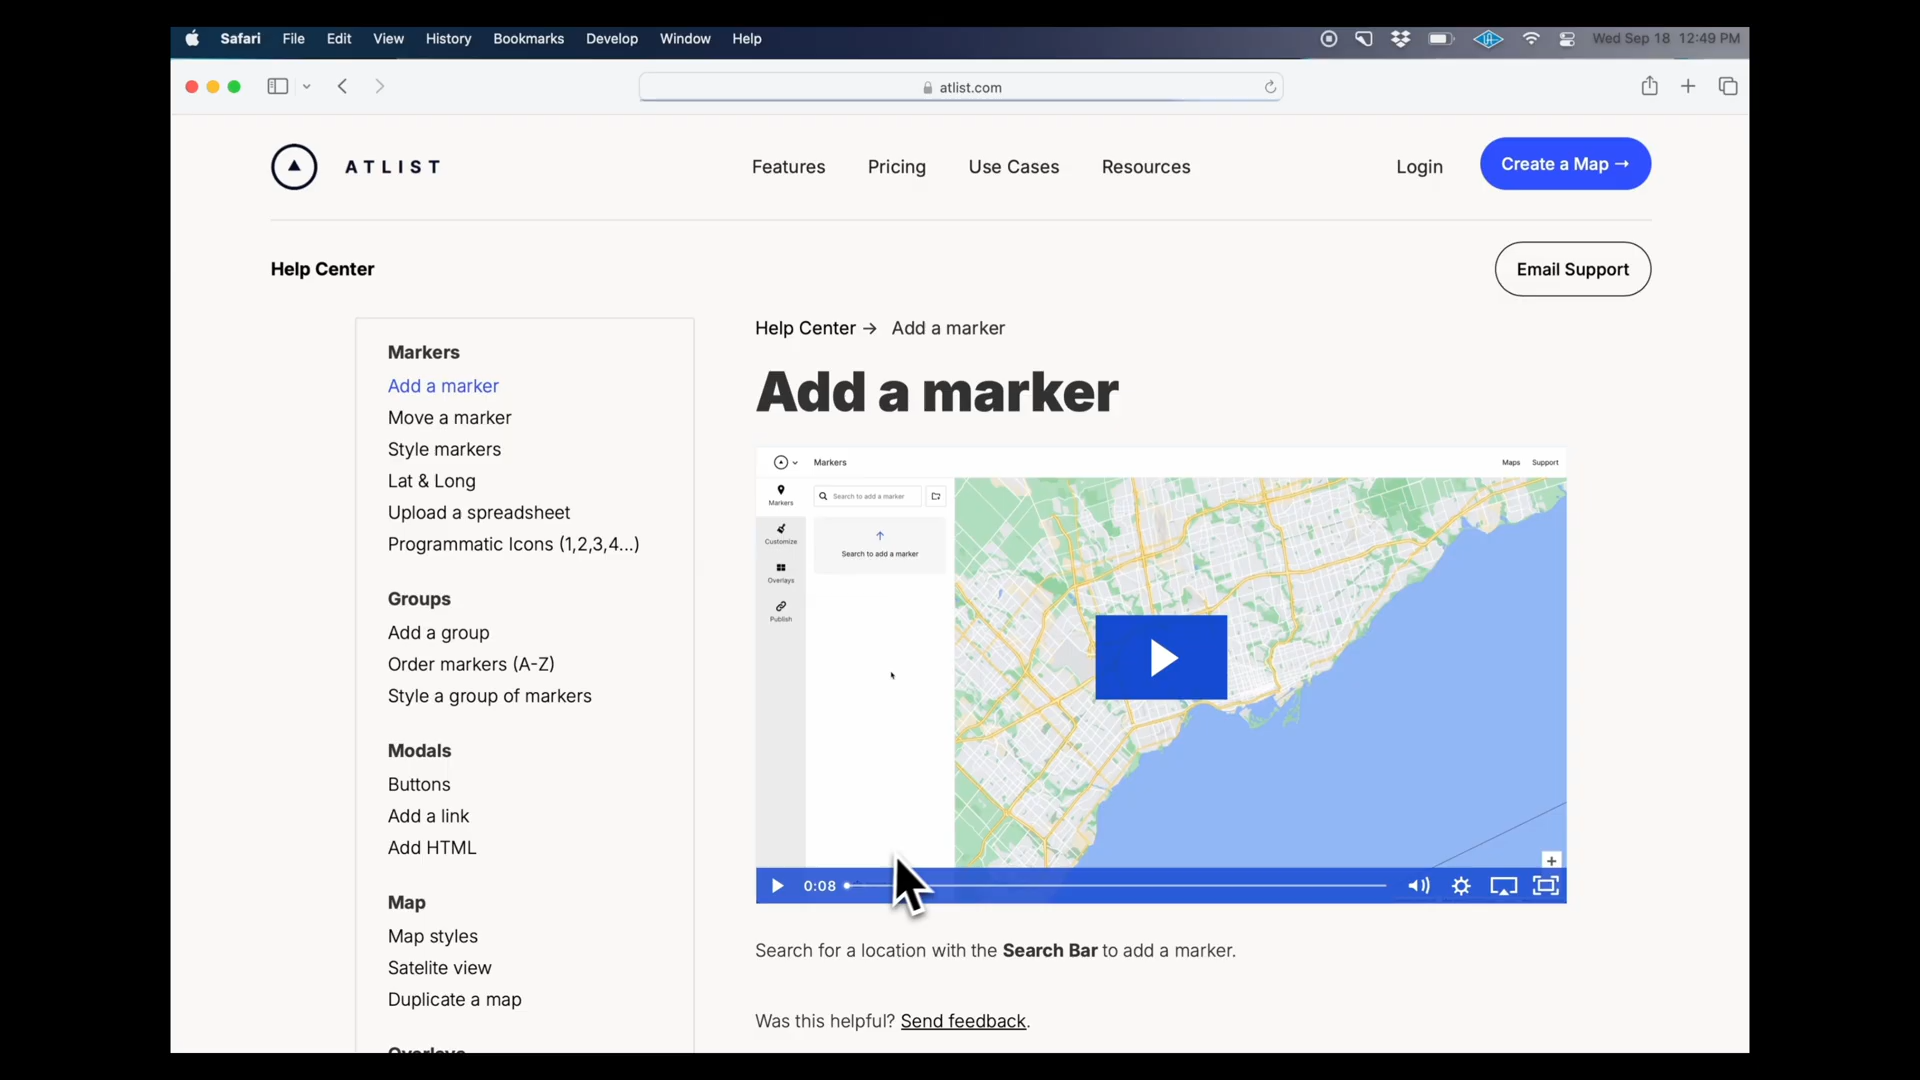 Safari File Edit View History Bookmarks Develop Window Help Wed Sep 18 12:49 PM
atlist.com
ATLIST Features Pricing Use Cases Resources Login Create a Map →
Help Center Email Support
Markers
Add a marker
Move a marker
Style markers
Lat & Long
Upload a spreadsheet
Programmatic Icons (1,2,3,4...)
Groups
Add a group
Order markers (A-Z)
Style a group of markers
Modals
Buttons
Add a link
Add HTML
Map
Map styles
Satelite view
Duplicate a map
Overlays
Help Center → Add a marker
Add a marker
Markers Maps Support
Markers
Search to add a marker
Customize
Search to add a marker
Overlays
Publish
0:08
Search for a location with the Search Bar to add a marker.
Was this helpful? Send feedback.